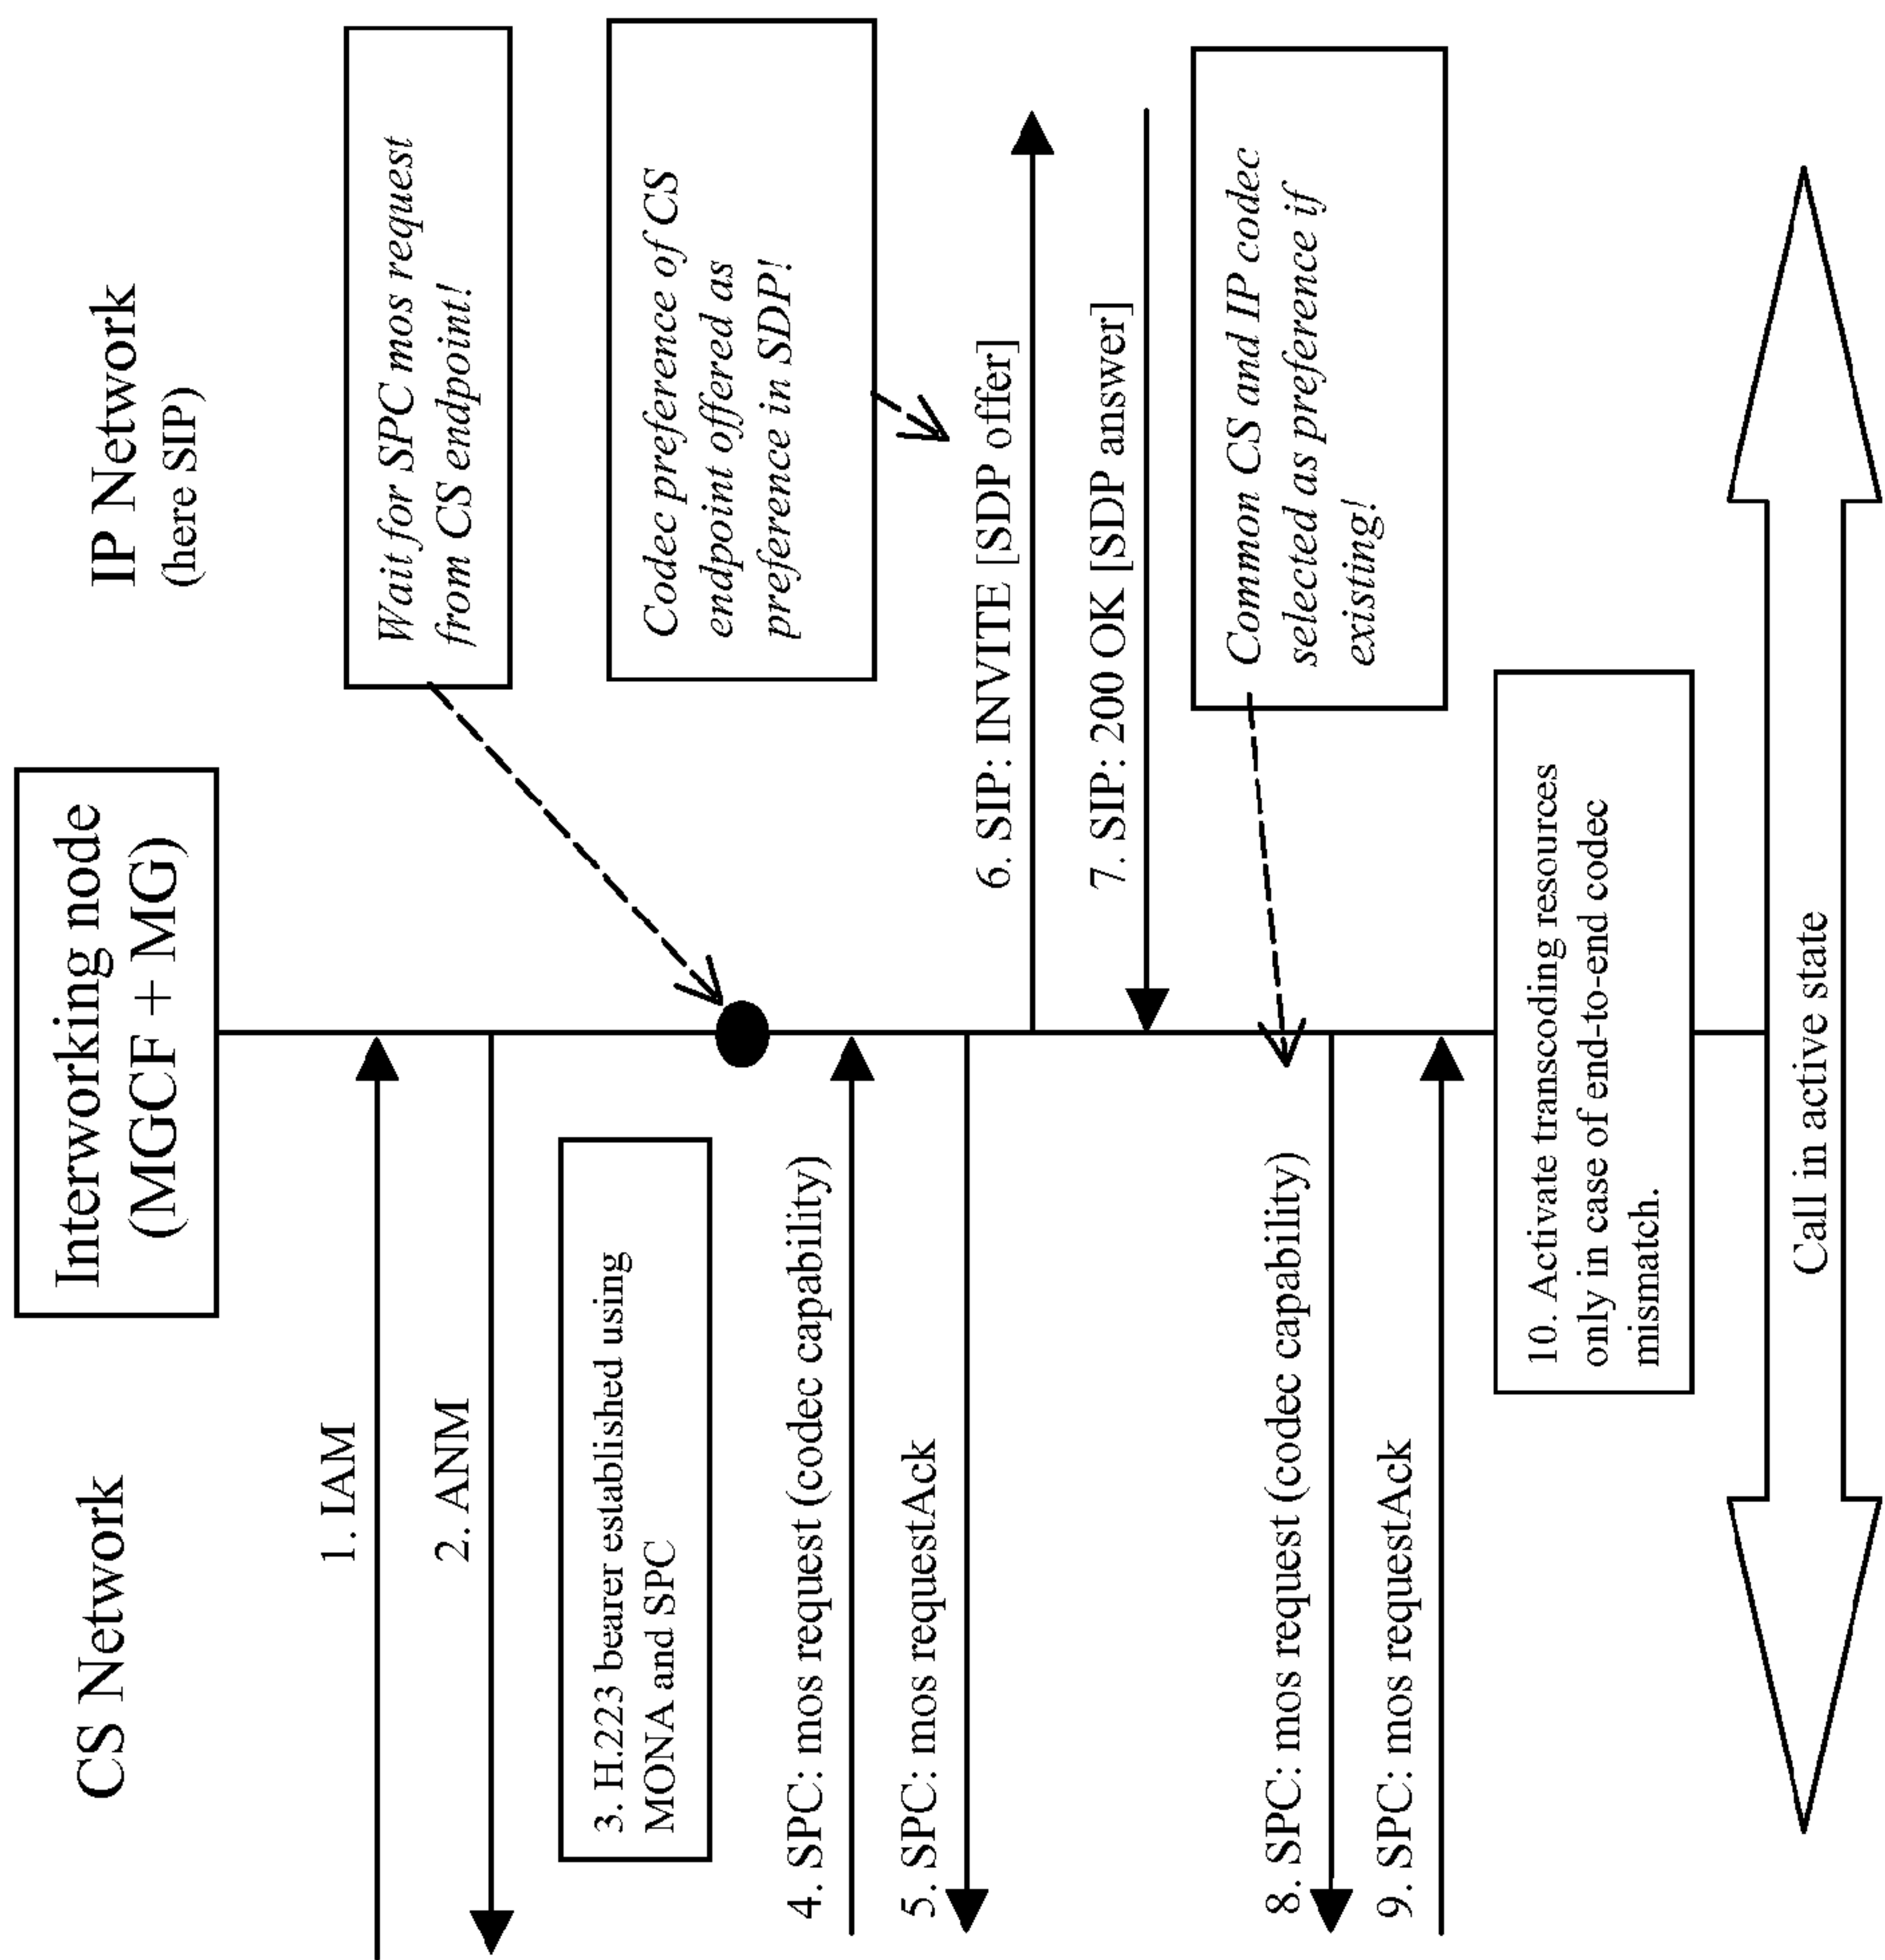 CS Network
Interworking node
(MGCF + MG)
IP Network
(here SIP)
1. IAM
Wait for SPC mos request
from CS endpoint!
2. ANM
3. H.223 bearer established using
MONA and SPC
Codec preference of CS
endpoint offered as
preference in SDP!
4. SPC: mos request (codec capability)
5. SPC: mos requestAck
6. SIP: INVITE [SDP offer]
7. SIP: 200 OK [SDP answer]
Common CS and IP codec
selected as preference if
existing!
8. SPC: mos request (codec capability)
9. SPC: mos requestAck
10. Activate transcoding resources
only in case of end-to-end codec
mismatch.
Call in active state